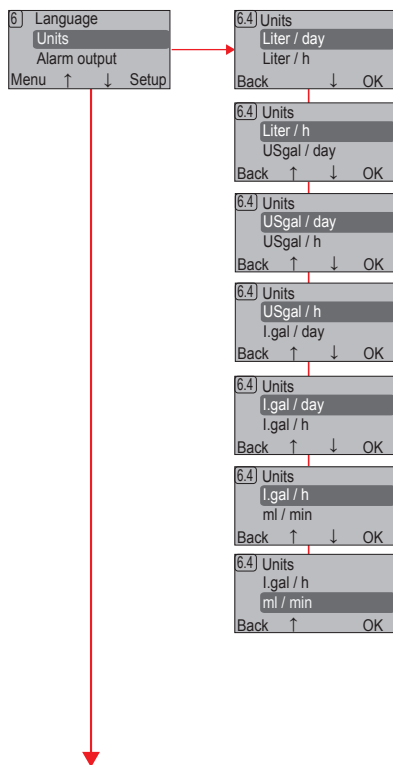 6 Language
Units
Alarm output
Menu ↑ ↓ Setup
6.4 Units
Liter / day
Liter / h
Back ↓ OK
6.4 Units
Liter / h
USgal / day
Back ↑ ↓ OK
6.4 Units
USgal / day
USgal / h
Back ↑ ↓ OK
6.4 Units
USgal / h
I.gal / day
Back ↑ ↓ OK
6.4 Units
I.gal / day
I.gal / h
Back ↑ ↓ OK
6.4 Units
I.gal / h
ml / min
Back ↑ ↓ OK
6.4 Units
I.gal / h
ml / min
Back ↑ OK